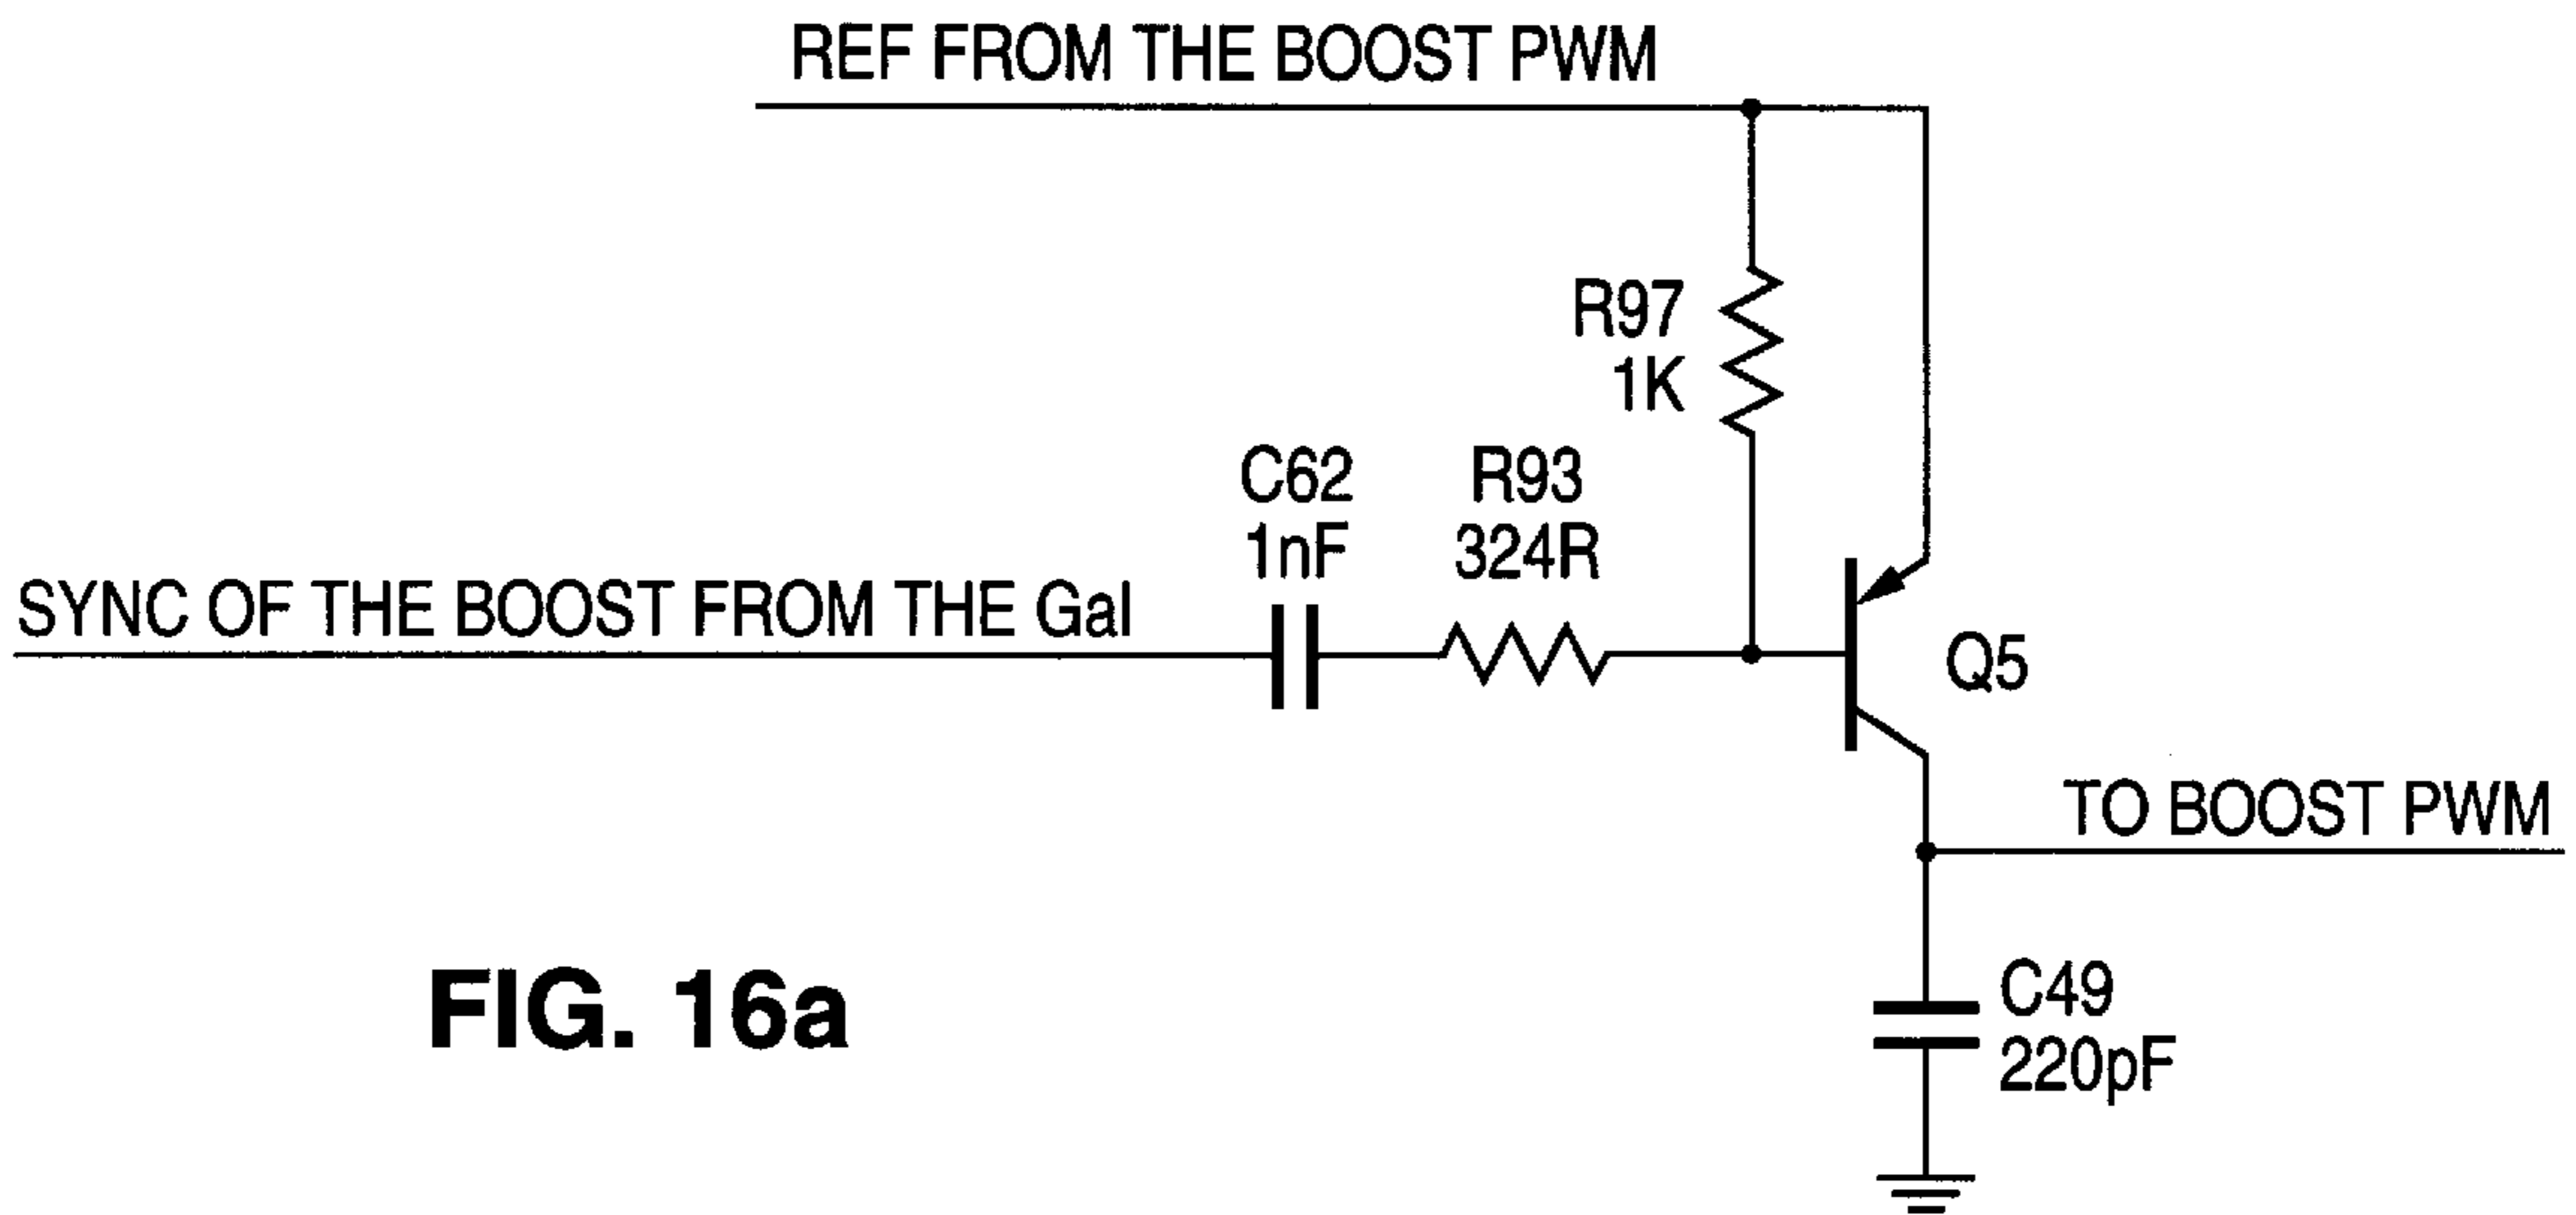 REF FROM THE BOOST PWM
R97
1K
C62
1nF
R93
324R
SYNC OF THE BOOST FROM THE Gal
Q5
TO BOOST PWM
C49
220pF
FIG. 16a